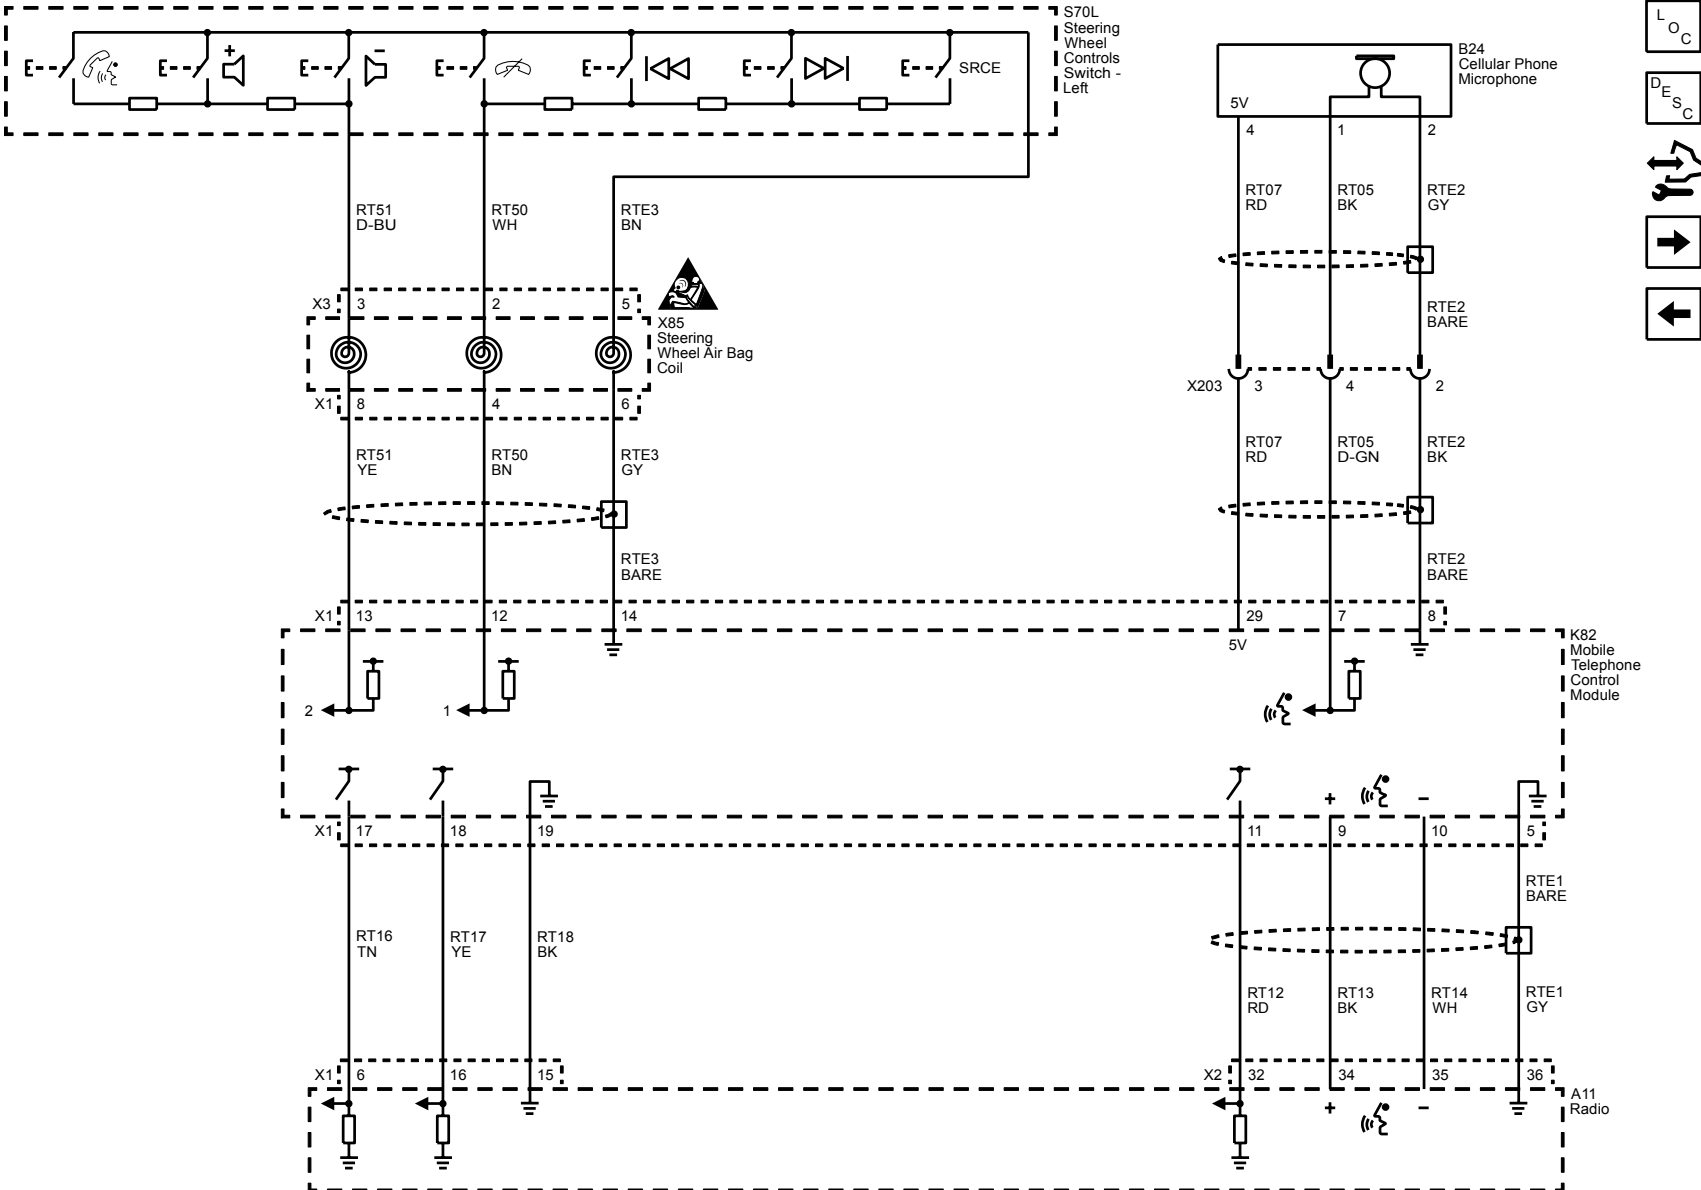 S70L
Steering
Wheel
Controls
Switch -
Left
+
-
SRCE
B24
Cellular Phone
Microphone
5V
4 1 2
L
O
C
D
E
S
C
RT51
D-BU
RT50
WH
RTE3
BN
RT07
RD
RT05
BK
RTE2
GY
RTE2
BARE
X3 3 2 5
X85
Steering
Wheel Air Bag
Coil
X1 8 4 6
X203 3 4 2
RT51
YE
RT50
BN
RTE3
GY
RT07
RD
RT05
D-GN
RTE2
BK
RTE3
BARE
RTE2
BARE
X1 13 12 14 29 7 8
5V
K82
Mobile
Telephone
Control
Module
2 1
+ -
X1 17 18 19 11 9 10 5
RTE1
BARE
RT16
TN
RT17
YE
RT18
BK
RT12
RD
RT13
BK
RT14
WH
RTE1
GY
X1 6 16 15 X2 32 34 35 36
A11
Radio
+ -